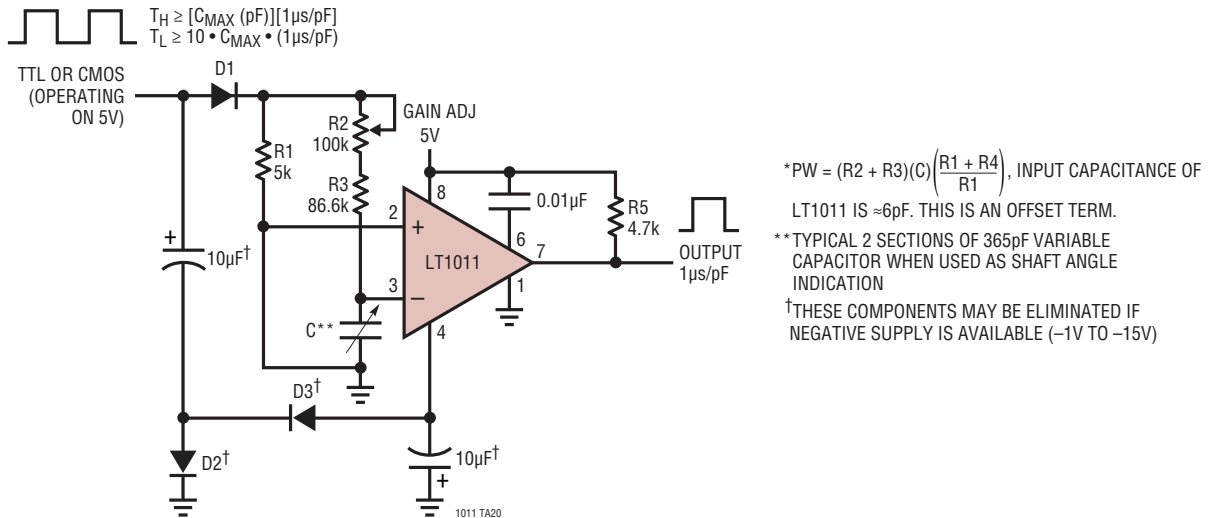 TH ≥ [CMAX (pF)][1µs/pF]
TL ≥ 10 • CMAX • (1µs/pF)
TTL OR CMOS
(OPERATING
ON 5V)
D1
R1
5k
R2
100k
GAIN ADJ
5V
R3
86.6k
+
10µF†
2
+
3
–
8
LT1011
0.01µF
6
7
1
4
R5
4.7k
OUTPUT
1µs/pF
C**
D3†
D2†
10µF†
+
1011 TA20
*PW = (R2 + R3)(C)(R1 + R4 / R1), INPUT CAPACITANCE OF
LT1011 IS ≈6pF. THIS IS AN OFFSET TERM.
**TYPICAL 2 SECTIONS OF 365pF VARIABLE
CAPACITOR WHEN USED AS SHAFT ANGLE
INDICATION
†THESE COMPONENTS MAY BE ELIMINATED IF
NEGATIVE SUPPLY IS AVAILABLE (–1V TO –15V)